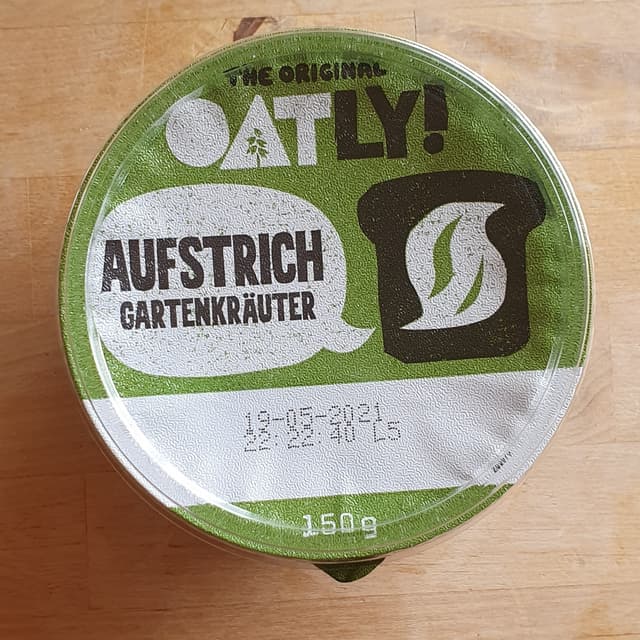 THE ORIGINAL
OATLY!
AUFSTRICH
GARTENKRÄUTER
19-05-2021
22:22:40 L5
150g